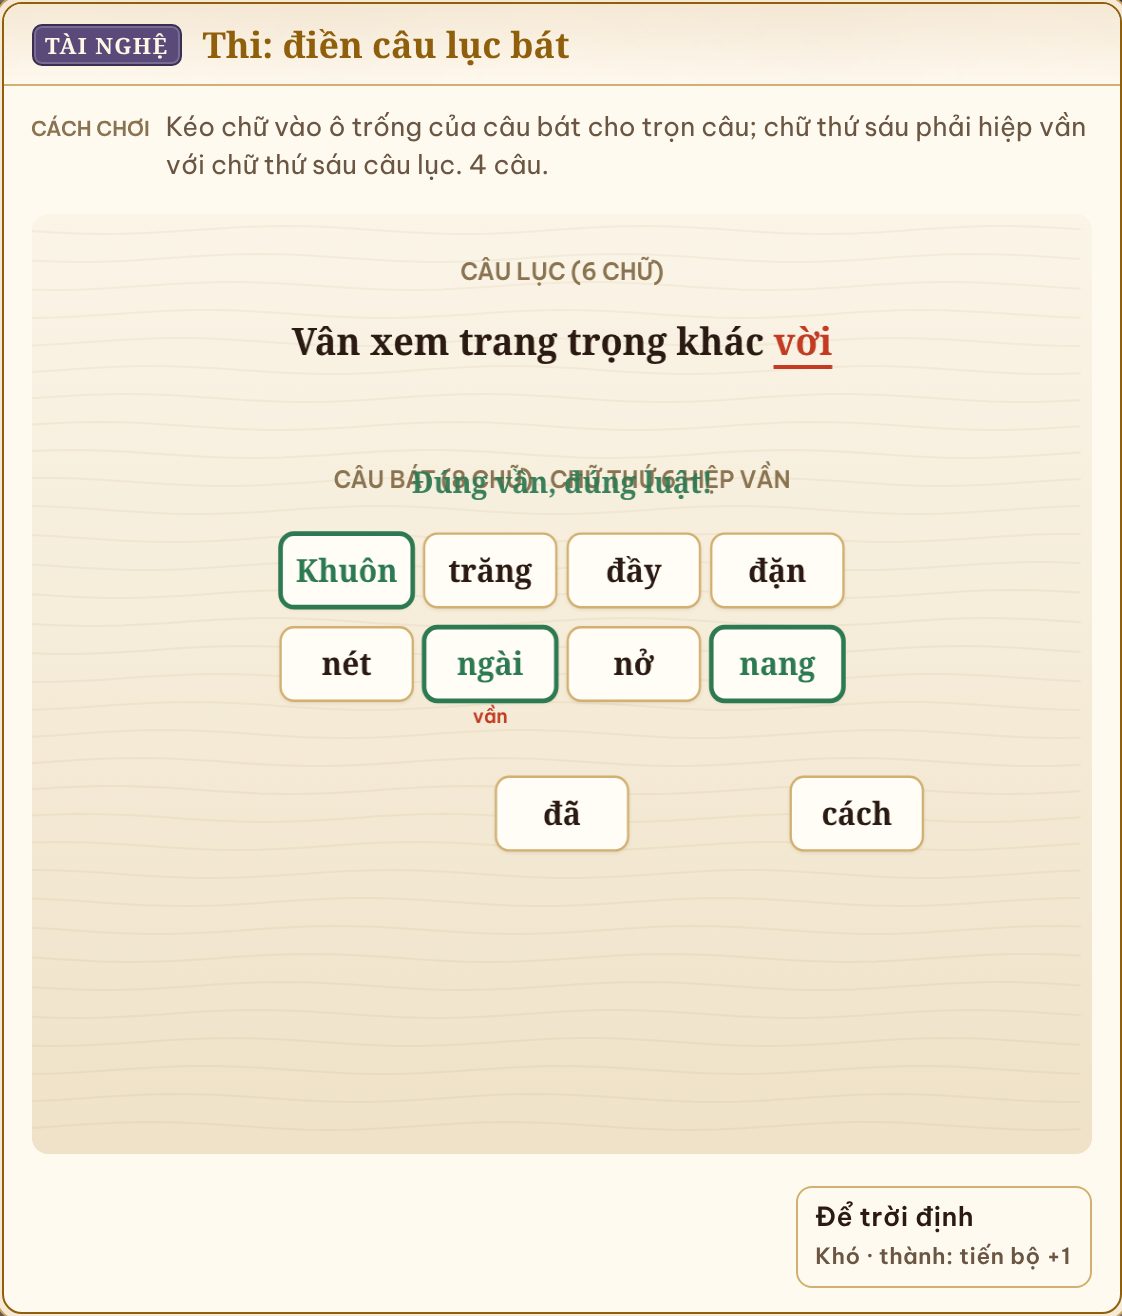 TÀI NGHỆ Thi: điền câu lục bát
CÁCH CHƠI Kéo chữ vào ô trống của câu bát cho trọn câu; chữ thứ sáu phải hiệp vần
với chữ thứ sáu câu lục. 4 câu.
CÂU LỤC (6 CHỮ)
Vân xem trang trọng khác vời
CÂU BÁT (8 CHỮ) CHỮ THỨ 6 HIỆP VẦN
Đúng vần, đúng luật!
Khuôn trăng đầy đặn
nét ngài nở nang
vần
đã cách
Để trời định
Khó · thành: tiến bộ +1